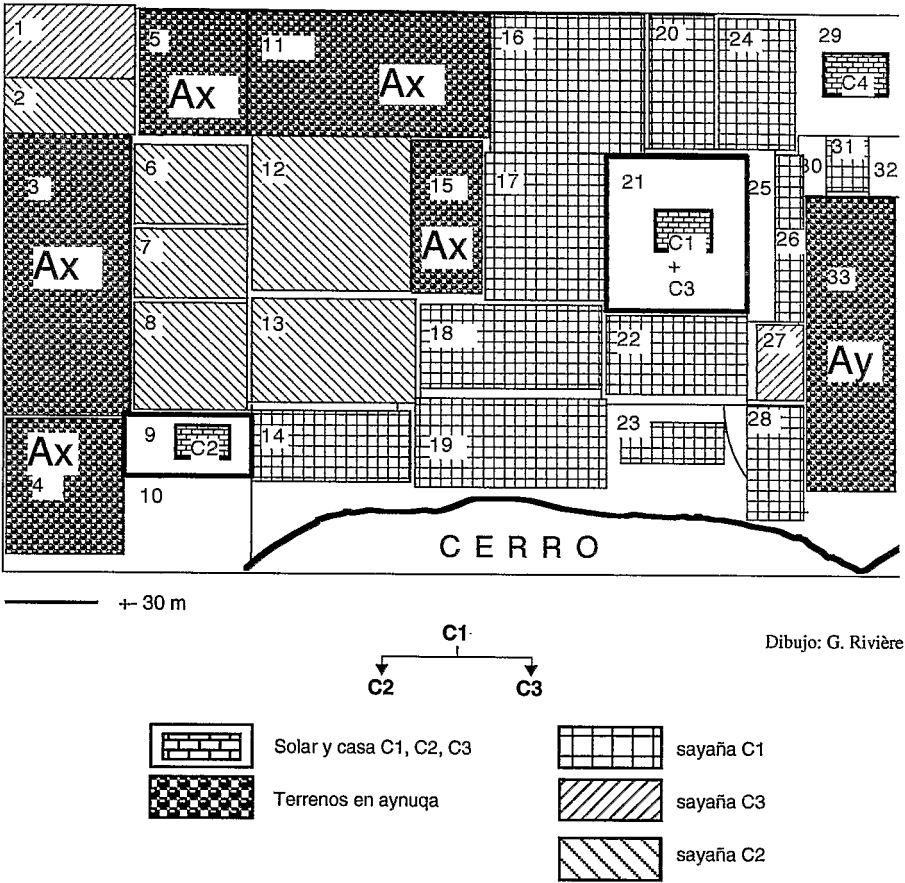 1 5 11 16 20 24 29
Ax Ax C4
2
3 6 12 15 17 21 25 30 31 32
7 C1 26
Ax Ax + 33
C3
8 13 18 22 27 Ay
Ax 9 C2 14 19 23 28
4
10
CERRO
+- 30 m
C1
Dibujo: G. Rivière
C2 C3
Solar y casa C1, C2, C3
Terrenos en aynuqa
sayaña C1
sayaña C3
sayaña C2